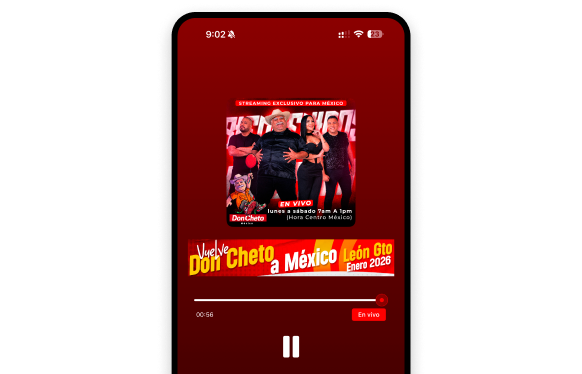 9:02
23
STREAMING EXCLUSIVO PARA MÉXICO
EN VIVO
DonCheto
lunes a sábado 7am A 1pm
(Hora Centro México)
Vuelve
Don Cheto
a México
León Gto
Enero 2026
00:56
En vivo